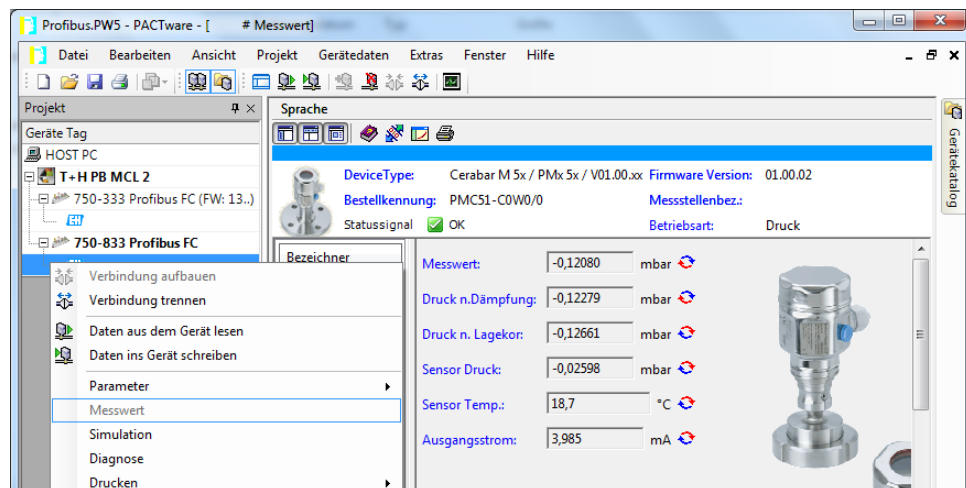 Profibus.PW5 - PACTware - [ # Messwert]
Datei Bearbeiten Ansicht Projekt Gerätedaten Extras Fenster Hilfe
Projekt
Geräte Tag
HOST PC
T+H PB MCL 2
750-333 Profibus FC (FW: 13..)
EH
750-833 Profibus FC
Verbindung aufbauen
Verbindung trennen
Daten aus dem Gerät lesen
Daten ins Gerät schreiben
Parameter
Messwert
Simulation
Diagnose
Drucken
Sprache
DeviceType: Cerabar M 5x / PMx 5x / V01.00.xx Firmware Version: 01.00.02
Bestellkennung: PMC51-C0W0/0 Messstellenbez.:
Statussignal OK Betriebsart: Druck
Bezeichner
Messwert: -0,12080 mbar
Druck n.Dämpfung: -0,12279 mbar
Druck n. Lagekor: -0,12661 mbar
Sensor Druck: -0,02598 mbar
Sensor Temp.: 18,7 °C
Ausgangsstrom: 3,985 mA
Gerätekatalog